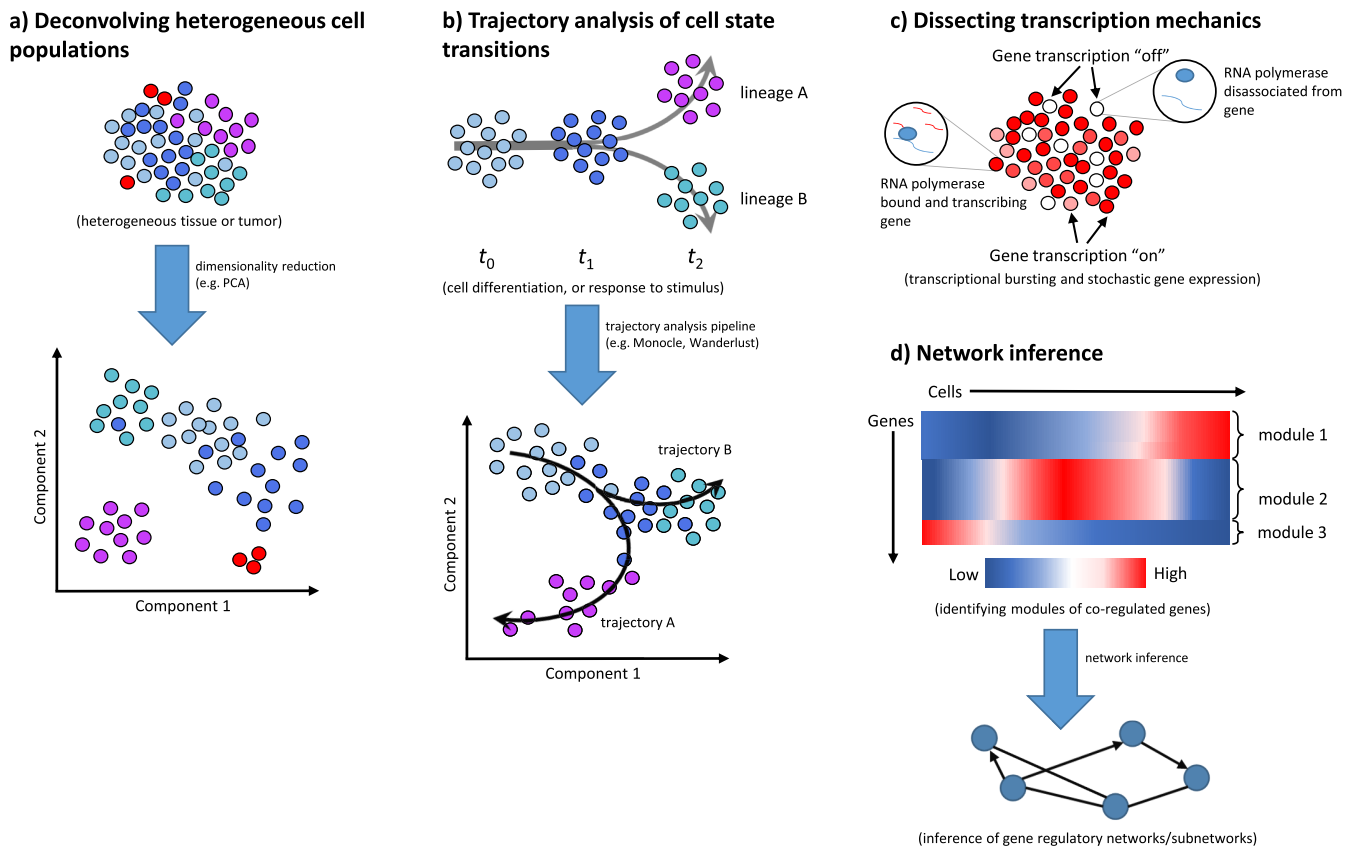 a) Deconvolving heterogeneous cell
populations
(heterogeneous tissue or tumor)
dimensionality reduction
(e.g. PCA)
Component 2
Component 1
b) Trajectory analysis of cell state
transitions
lineage A
lineage B
t0 t1 t2
(cell differentiation, or response to stimulus)
trajectory analysis pipeline
(e.g. Monocle, Wanderlust)
trajectory B
Component 2
trajectory A
Component 1
c) Dissecting transcription mechanics
Gene transcription “off”
RNA polymerase
disassociated from
gene
RNA polymerase
bound and transcribing
gene
Gene transcription “on”
(transcriptional bursting and stochastic gene expression)
d) Network inference
Cells
Genes
module 1
module 2
module 3
Low High
(identifying modules of co-regulated genes)
network inference
(inference of gene regulatory networks/subnetworks)